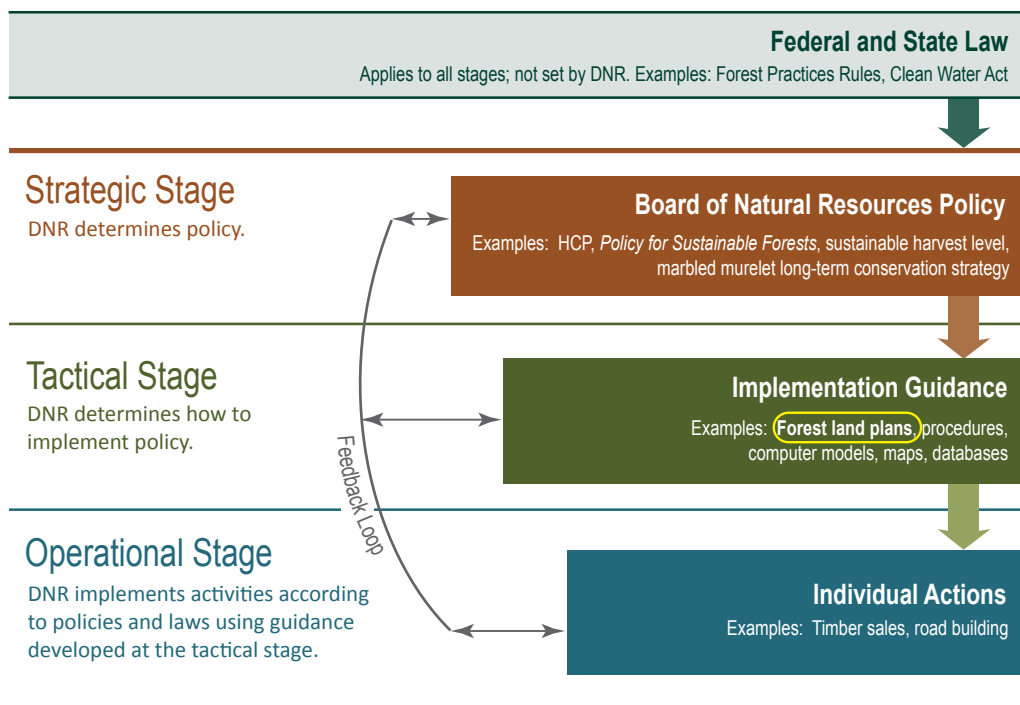 Federal and State Law
Applies to all stages; not set by DNR. Examples: Forest Practices Rules, Clean Water Act
Strategic Stage
DNR determines policy.
Board of Natural Resources Policy
Examples: HCP, Policy for Sustainable Forests, sustainable harvest level,
marbled murelet long-term conservation strategy
Tactical Stage
DNR determines how to
implement policy.
Implementation Guidance
Examples: Forest land plans, procedures,
computer models, maps, databases
Feedback Loop
Operational Stage
DNR implements activities according
to policies and laws using guidance
developed at the tactical stage.
Individual Actions
Examples: Timber sales, road building